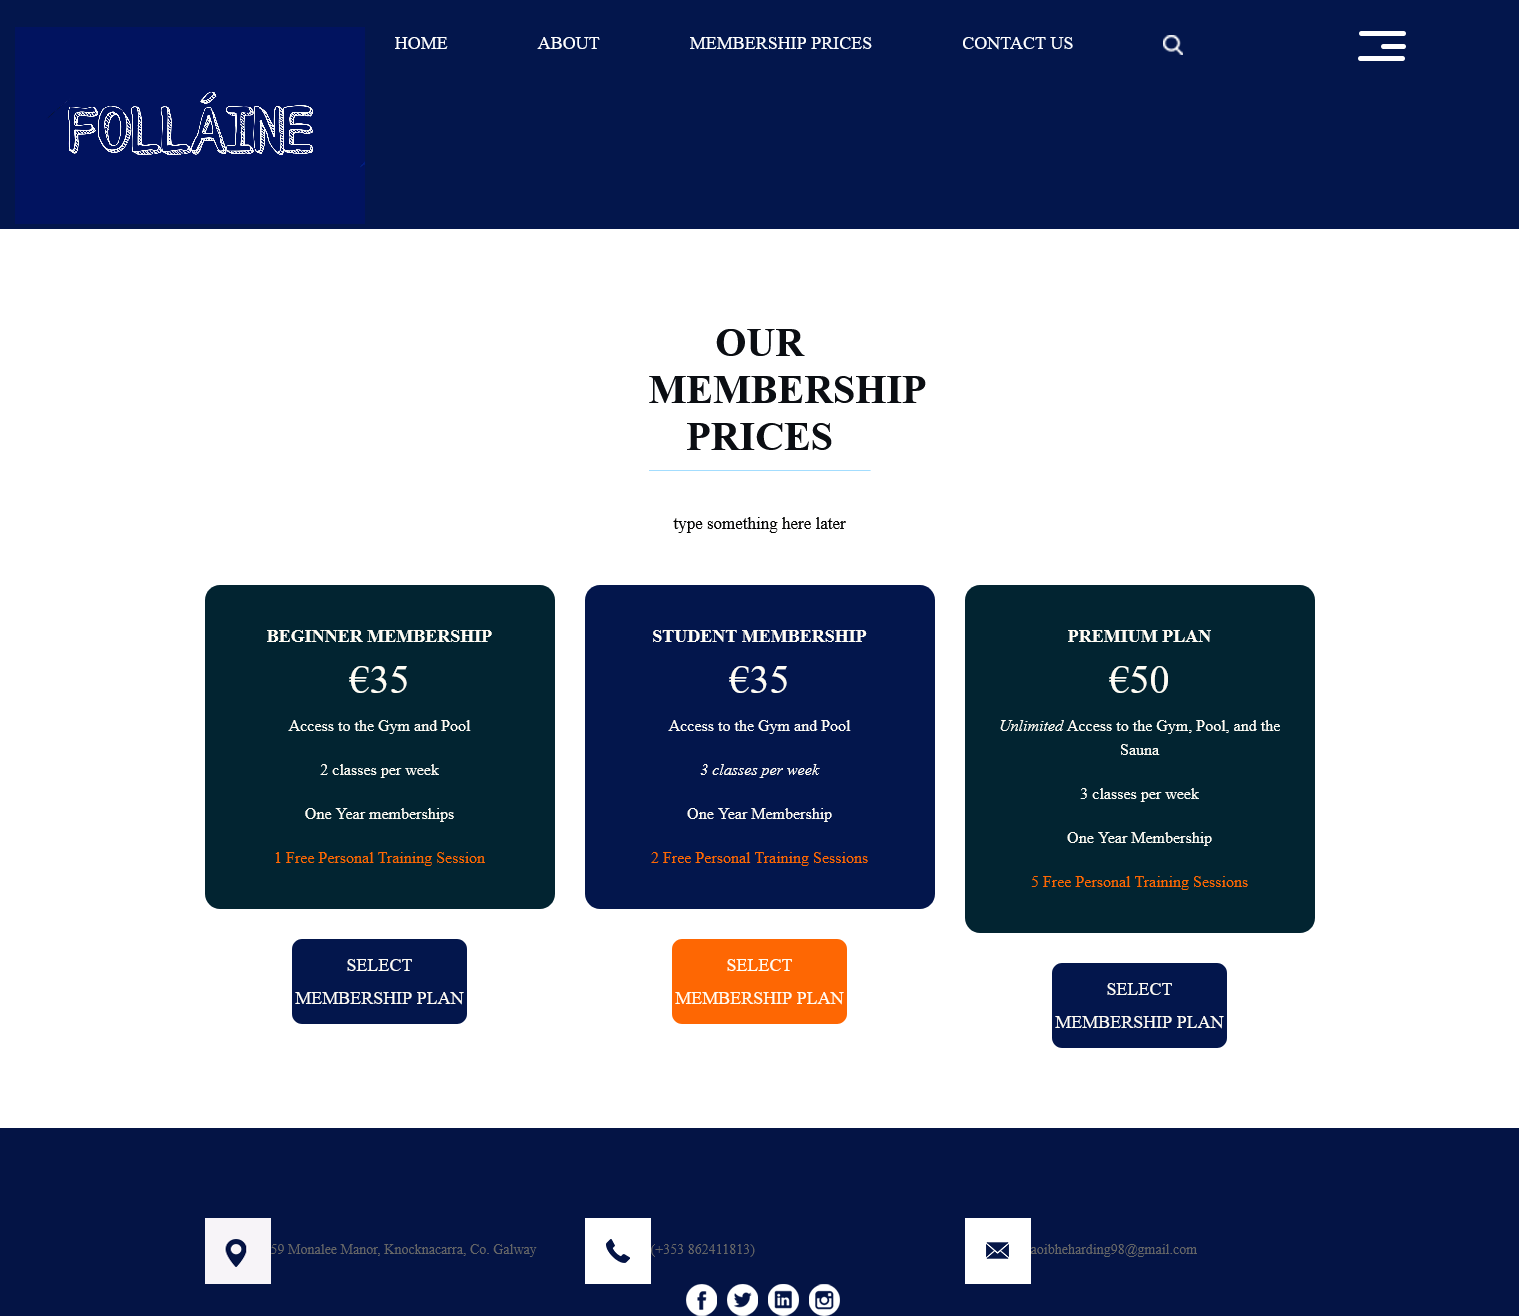 HOME ABOUT MEMBERSHIP PRICES CONTACT US
FOLLÁINE
OUR
MEMBERSHIP
PRICES
type something here later
BEGINNER MEMBERSHIP
€35
Access to the Gym and Pool
2 classes per week
One Year memberships
1 Free Personal Training Session
SELECT
MEMBERSHIP PLAN
STUDENT MEMBERSHIP
€35
Access to the Gym and Pool
3 classes per week
One Year Membership
2 Free Personal Training Sessions
SELECT
MEMBERSHIP PLAN
PREMIUM PLAN
€50
Unlimited Access to the Gym, Pool, and the
Sauna
3 classes per week
One Year Membership
5 Free Personal Training Sessions
SELECT
MEMBERSHIP PLAN
59 Monalee Manor, Knocknacarra, Co. Galway
(+353 862411813)
aoibheharding98@gmail.com